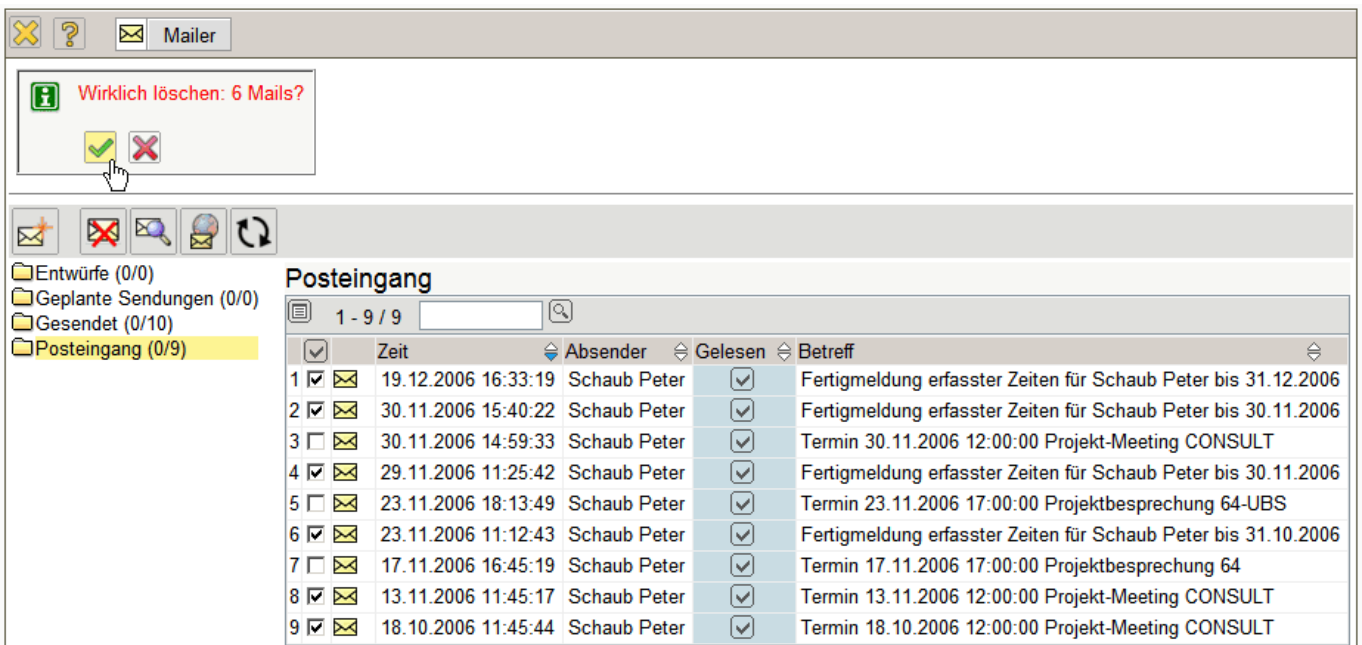 Mailer
Wirklich löschen: 6 Mails?
Entwürfe (0/0)
Geplante Sendungen (0/0)
Gesendet (0/10)
Posteingang (0/9)
Posteingang
1 - 9 / 9
Zeit Absender Gelesen Betreff
1 19.12.2006 16:33:19 Schaub Peter Fertigmeldung erfasster Zeiten für Schaub Peter bis 31.12.2006
2 30.11.2006 15:40:22 Schaub Peter Fertigmeldung erfasster Zeiten für Schaub Peter bis 30.11.2006
3 30.11.2006 14:59:33 Schaub Peter Termin 30.11.2006 12:00:00 Projekt-Meeting CONSULT
4 29.11.2006 11:25:42 Schaub Peter Fertigmeldung erfasster Zeiten für Schaub Peter bis 30.11.2006
5 23.11.2006 18:13:49 Schaub Peter Termin 23.11.2006 17:00:00 Projektbesprechung 64-UBS
6 23.11.2006 11:12:43 Schaub Peter Fertigmeldung erfasster Zeiten für Schaub Peter bis 31.10.2006
7 17.11.2006 16:45:19 Schaub Peter Termin 17.11.2006 17:00:00 Projektbesprechung 64
8 13.11.2006 11:45:17 Schaub Peter Termin 13.11.2006 12:00:00 Projekt-Meeting CONSULT
9 18.10.2006 11:45:44 Schaub Peter Termin 18.10.2006 12:00:00 Projekt-Meeting CONSULT